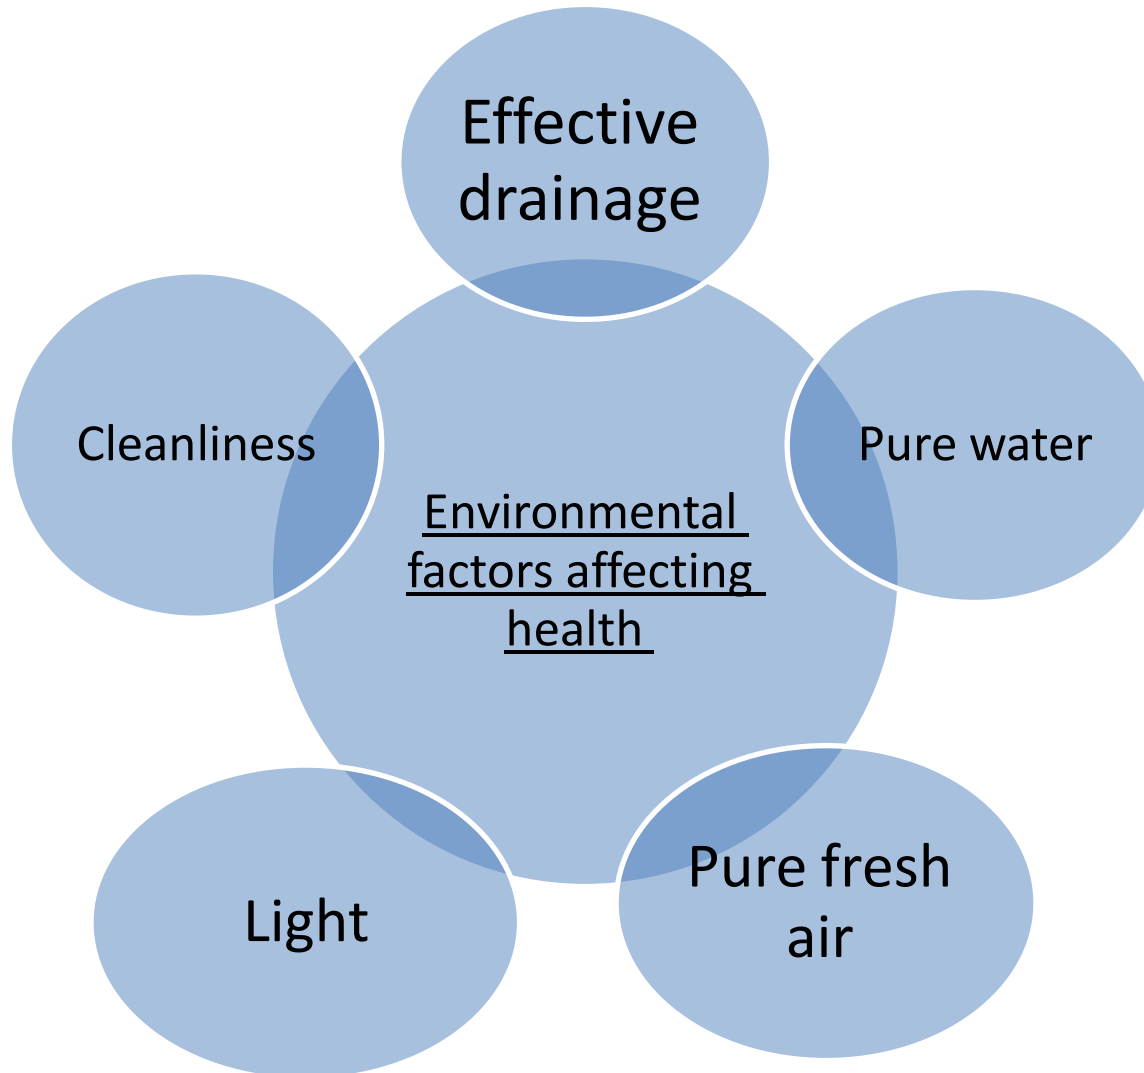 Effective
drainage
Cleanliness
Pure water
Environmental
factors affecting
health
Light
Pure fresh
air